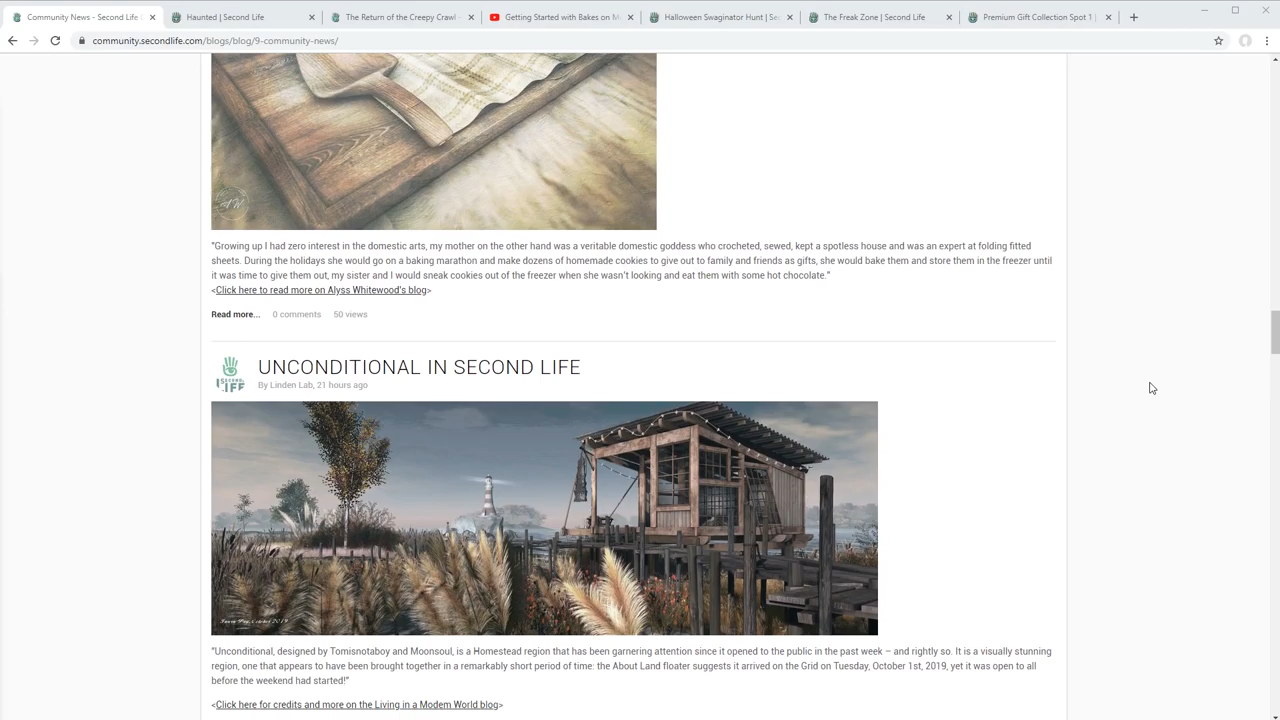 Community News - Second Life
Haunted | Second Life
The Return of the Creepy Crawl
Getting Started with Bakes on M
Halloween Swaginator Hunt | Se
The Freak Zone | Second Life
Premium Gift Collection Spot 1 |
community.secondlife.com/blogs/blog/9-community-news/
"Growing up I had zero interest in the domestic arts, my mother on the other hand was a veritable domestic goddess who crocheted, sewed, kept a spotless house and was an expert at folding fitted
sheets. During the holidays she would go on a baking marathon and make dozens of homemade cookies to give out to family and friends as gifts, she would bake them and store them in the freezer until
it was time to give them out, my sister and I would sneak cookies out of the freezer when she wasn't looking and eat them with some hot chocolate."
<Click here to read more on Alyss Whitewood's blog>
Read more... 0 comments 50 views
SECOND
LIFE
UNCONDITIONAL IN SECOND LIFE
By Linden Lab, 21 hours ago
"Unconditional, designed by Tomisnotaboy and Moonsoul, is a Homestead region that has been garnering attention since it opened to the public in the past week – and rightly so. It is a visually stunning
region, one that appears to have been brought together in a remarkably short period of time: the About Land floater suggests it arrived on the Grid on Tuesday, October 1st, 2019, yet it was open to all
before the weekend had started!"
<Click here for credits and more on the Living in a Modem World blog>